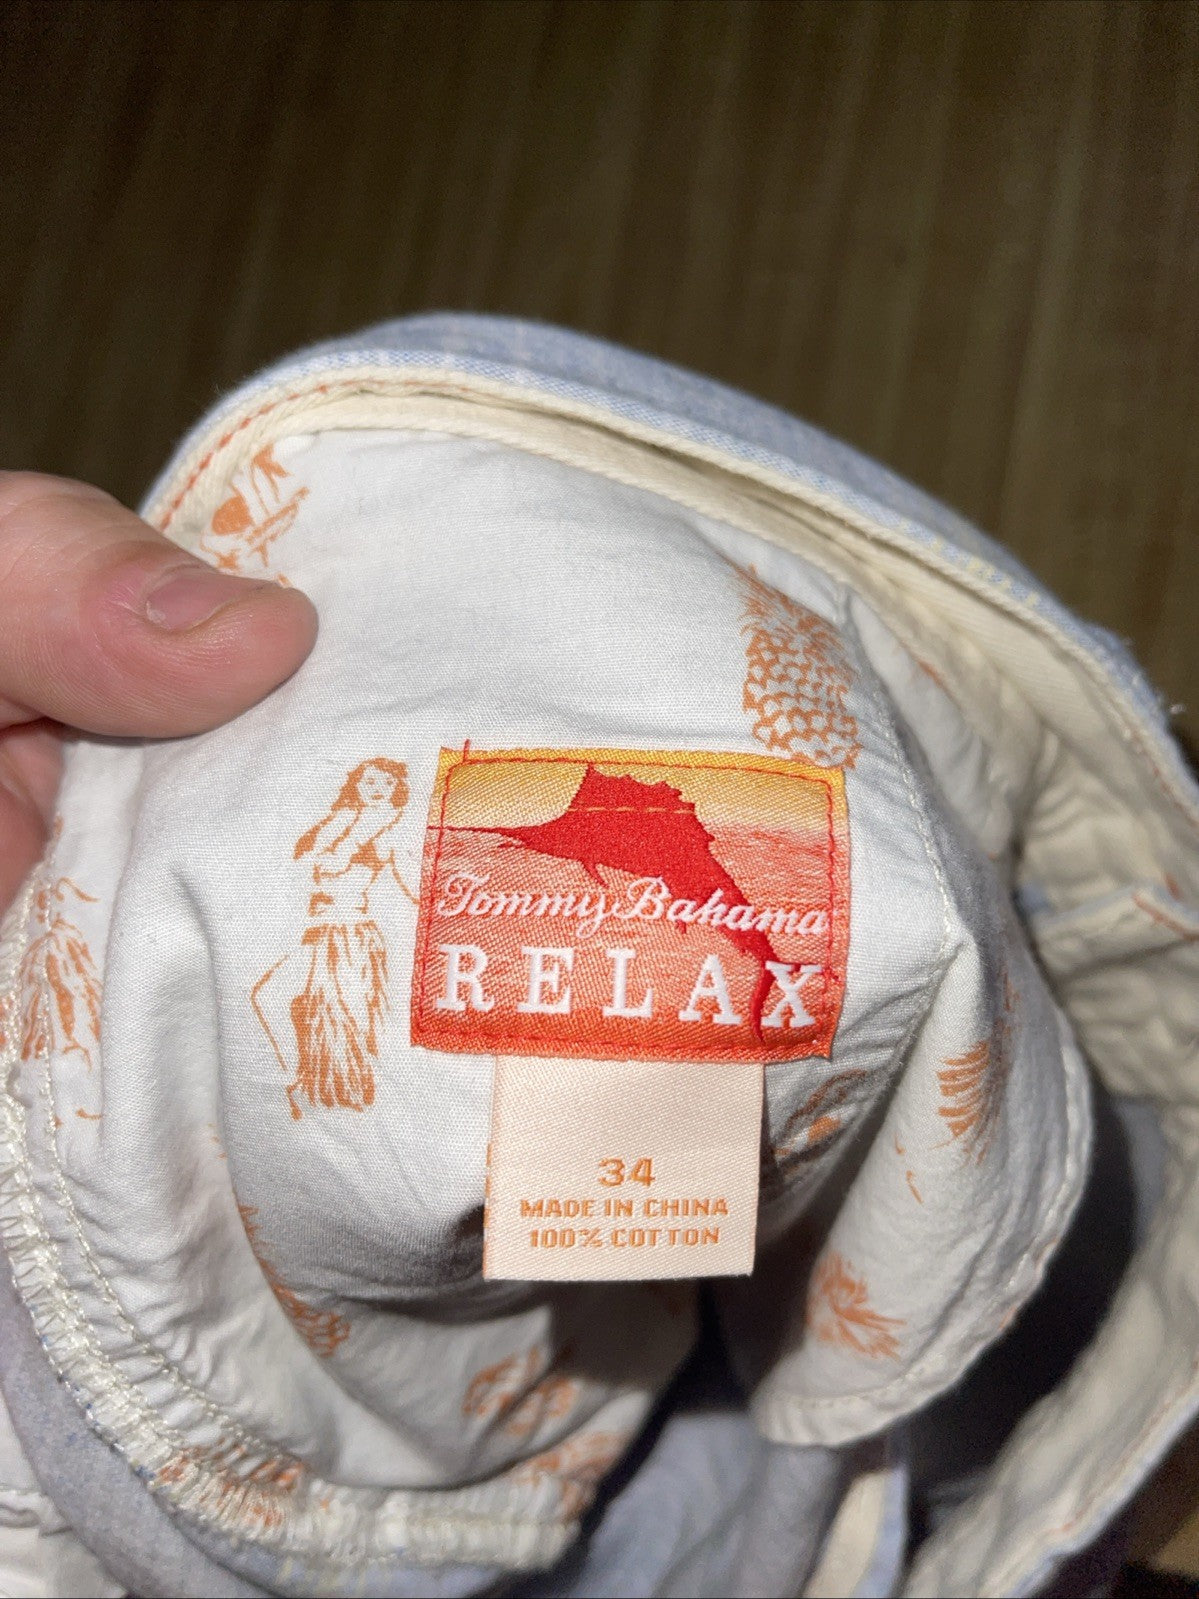 Tommy Bahama
RELAX
34
MADE IN CHINA
100% COTTON